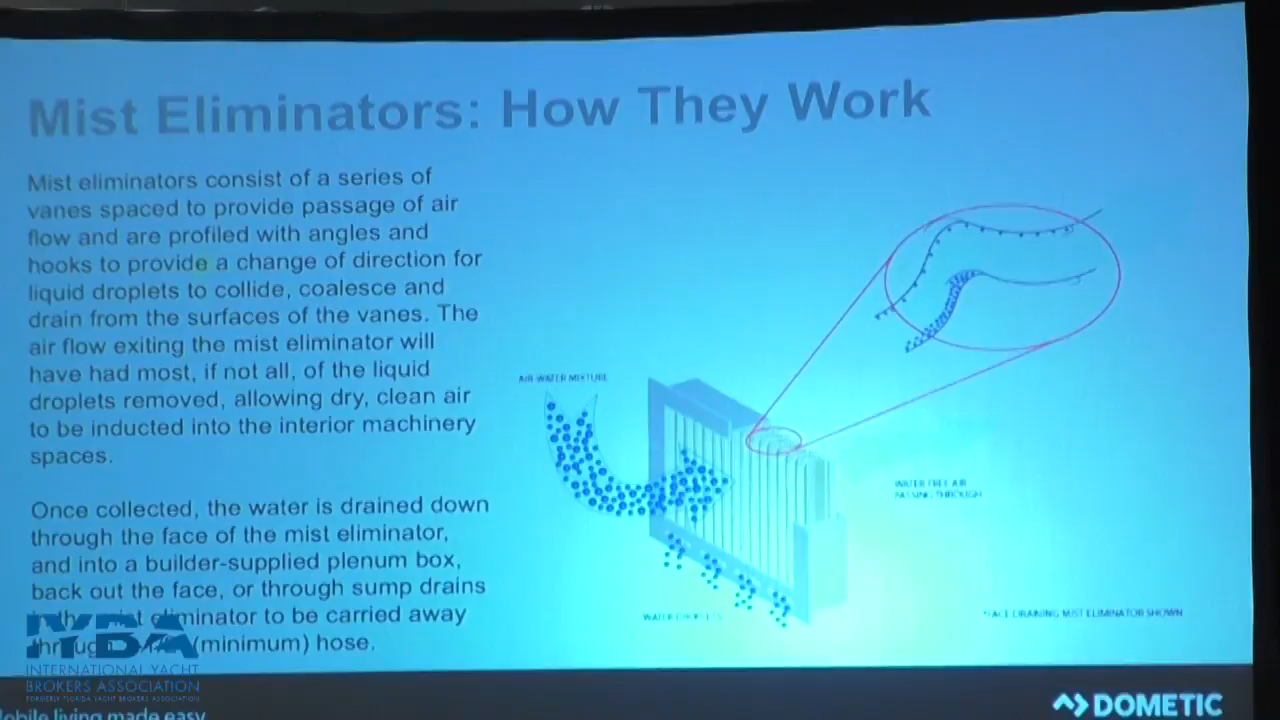 Mist Eliminators: How They Work
Mist eliminators consist of a series of
vanes spaced to provide passage of air
flow and are profiled with angles and
hooks to provide a change of direction for
liquid droplets to collide, coalesce and
drain from the surfaces of the vanes. The
air flow exiting the mist eliminator will
have had most, if not all, of the liquid
droplets removed, allowing dry, clean air
to be inducted into the interior machinery
spaces.
Once collected, the water is drained down
through the face of the mist eliminator,
and into a builder-supplied plenum box,
back out the face, or through sump drains
eliminator to be carried away
(minimum) hose.
AIR-WATER MIXTURE
WATER FREE AIR
PASSING THROUGH
WATER DROPLETS
*FACE DRAINING MIST ELIMINATOR SHOWN
IYBA
INTERNATIONAL YACHT
BROKERS ASSOCIATION
FORMERLY FLORIDA YACHT BROKERS ASSOCIATION
Mobile living made easy
DOMETIC